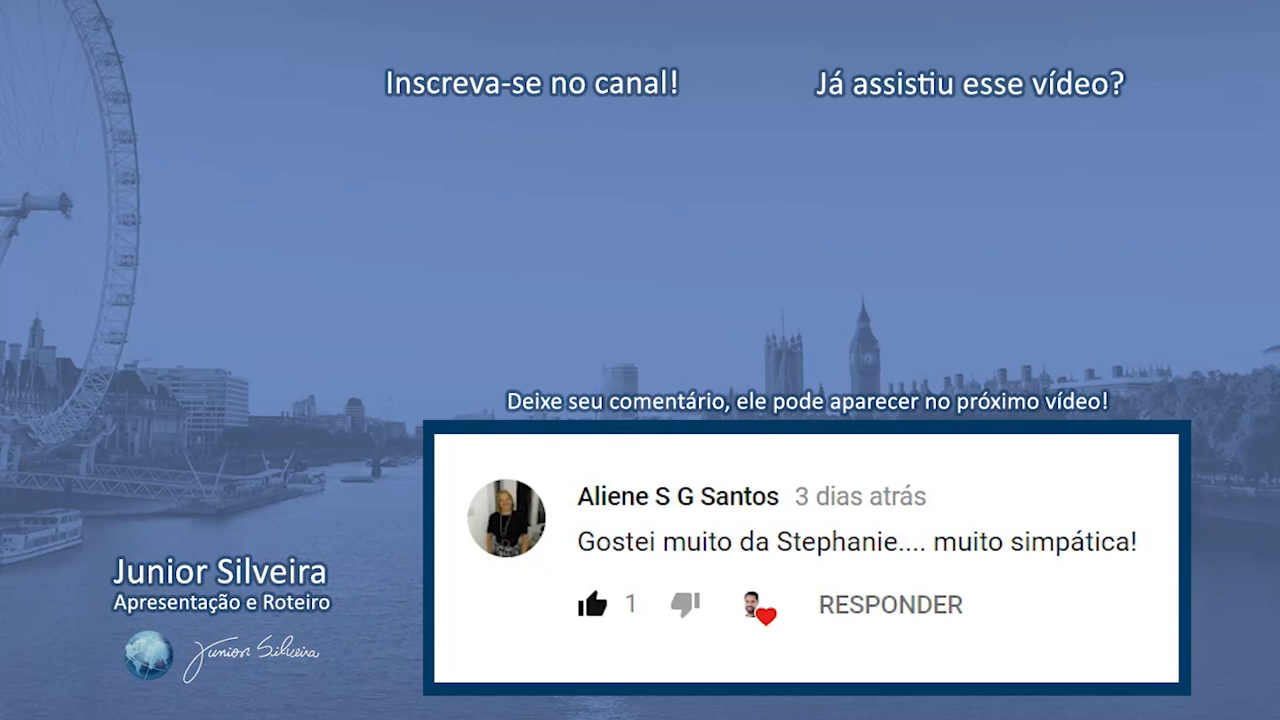 Inscreva-se no canal!
Já assistiu esse vídeo?
Deixe seu comentário, ele pode aparecer no próximo vídeo!
Aliene S G Santos 3 dias atrás
Gostei muito da Stephanie.... muito simpática!
1 RESPONDER
Junior Silveira
Apresentação e Roteiro
Junior Silveira